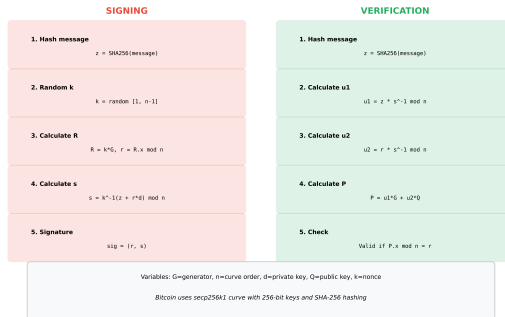 SIGNING
1. Hash message
z = SHA256(message)
2. Random k
k = random [1, n-1]
3. Calculate R
R = k*G, r = R.x mod n
4. Calculate s
s = k^-1(z + r*d) mod n
5. Signature
sig = (r, s)
VERIFICATION
1. Hash message
z = SHA256(message)
2. Calculate u1
u1 = z * s^-1 mod n
3. Calculate u2
u2 = r * s^-1 mod n
4. Calculate P
P = u1*G + u2*Q
5. Check
Valid if P.x mod n = r
Variables: G=generator, n=curve order, d=private key, Q=public key, k=nonce
Bitcoin uses secp256k1 curve with 256-bit keys and SHA-256 hashing